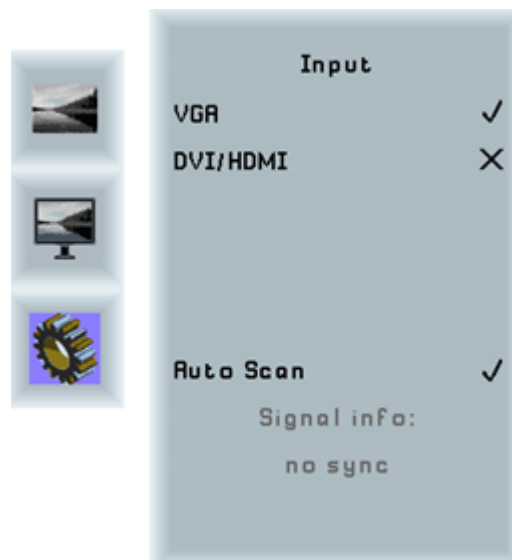 Input
VGA ✓
DVI/HDMI ✕
Auto Scan ✓
Signal info:
no sync